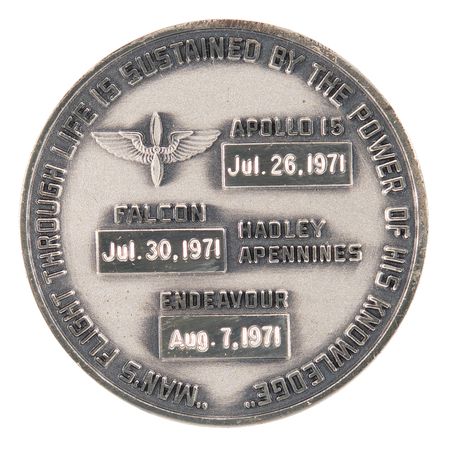 "MAN'S FLIGHT THROUGH LIFE IS SUSTAINED BY THE POWER OF HIS KNOWLEDGE"
APOLLO 15
Jul. 26, 1971
FALCON
Jul. 30, 1971
HADLEY
APENNINES
ENDEAVOUR
Aug. 7, 1971